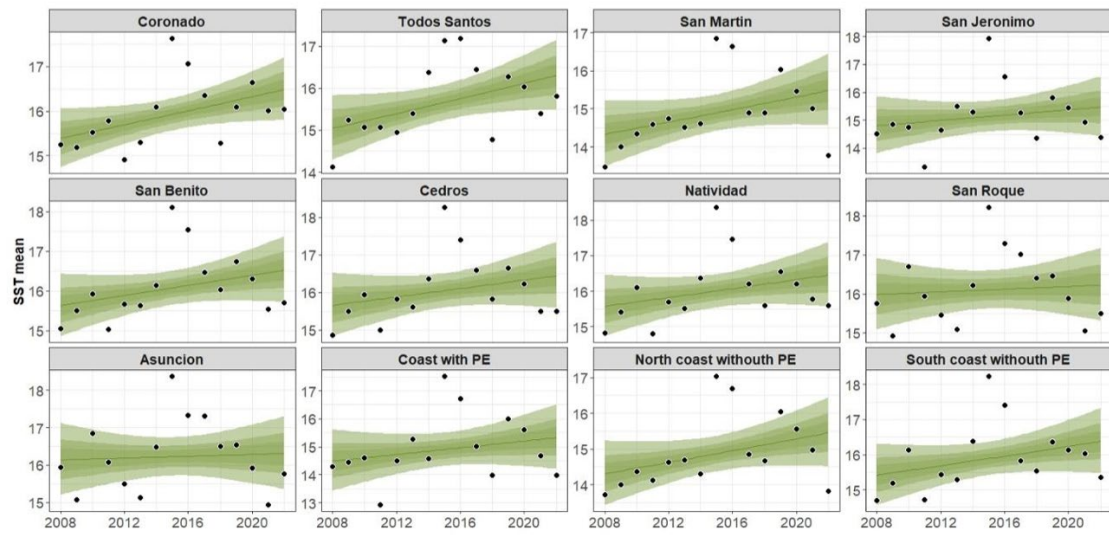 Coronado
Todos Santos
San Martin
San Jeronimo
17
16
15
17
16
15
14
17
16
15
14
18
17
16
15
14
San Benito
Cedros
Natividad
San Roque
18
17
16
15
18
17
16
15
18
17
16
15
18
17
16
15
SST mean
Asuncion
Coast with PE
North coast withouth PE
South coast withouth PE
18
17
16
15
17
16
15
14
13
17
16
15
14
18
17
16
15
2008 2012 2016 2020
2008 2012 2016 2020
2008 2012 2016 2020
2008 2012 2016 2020